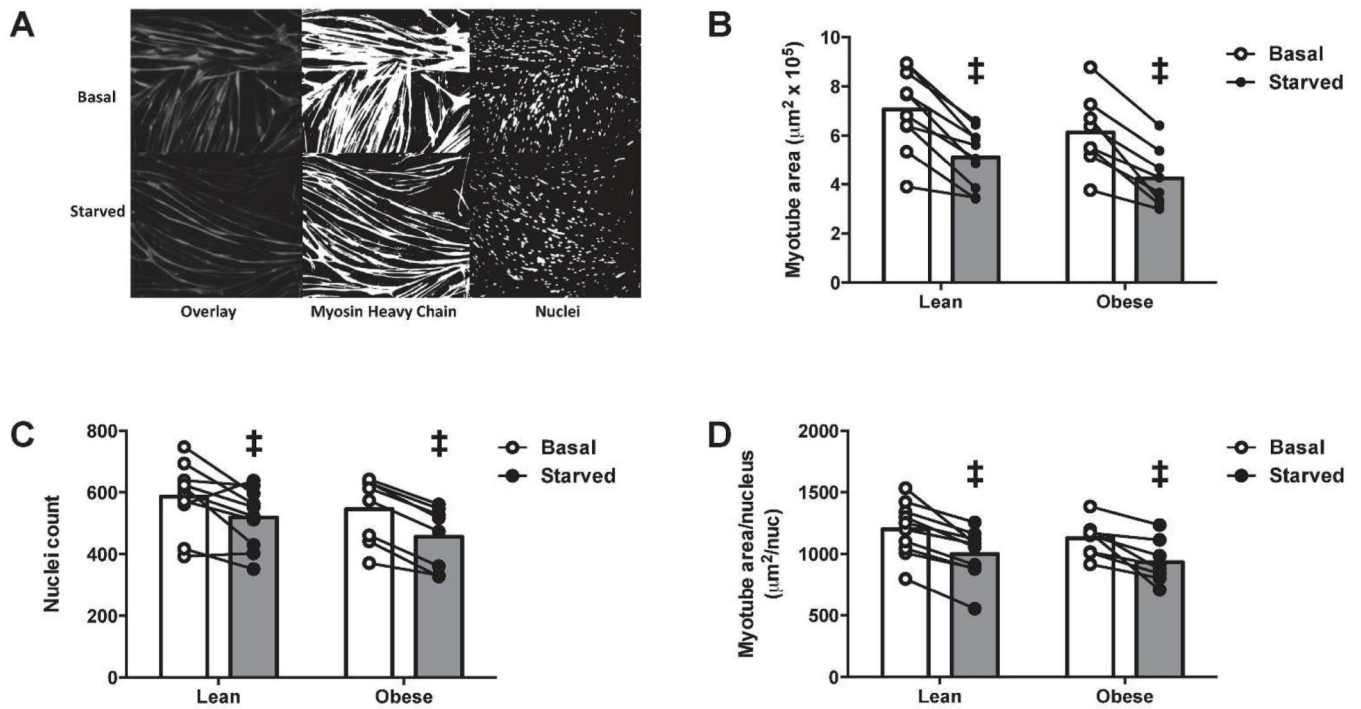 A
Basal
Starved
Overlay
Myosin Heavy Chain
Nuclei
B
Myotube area (μm² x 10⁵)
10
8
6
4
2
0
‡
‡
Basal
Starved
Lean
Obese
C
Nuclei count
800
600
400
200
0
‡
‡
Basal
Starved
Lean
Obese
D
Myotube area/nucleus
(μm²/nuc)
2000
1500
1000
500
0
‡
‡
Basal
Starved
Lean
Obese